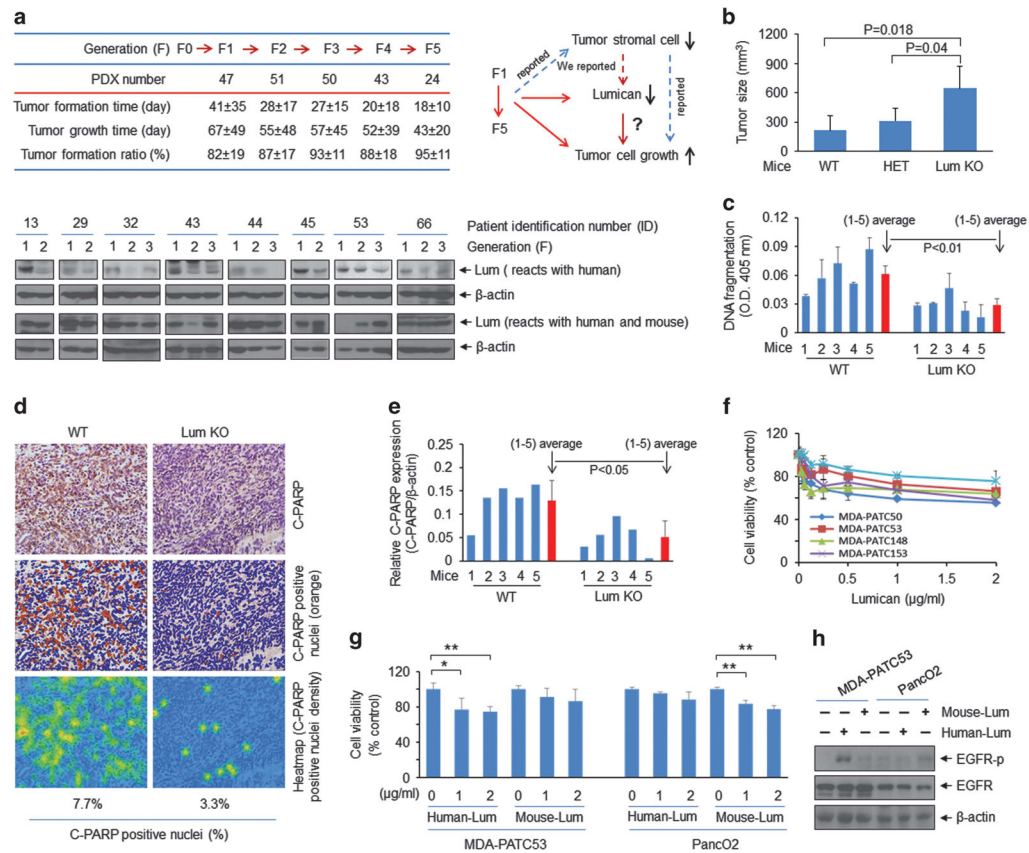 a
Generation (F) F0 → F1 → F2 → F3 → F4 → F5
PDX number 47 51 50 43 24
Tumor formation time (day) 41±35 28±17 27±15 20±18 18±10
Tumor growth time (day) 67±49 55±48 57±45 52±39 43±20
Tumor formation ratio (%) 82±19 87±17 93±11 88±18 95±11
Tumor stromal cell ↓
reported
We reported
reported
F1
Lumican ↓
F5
?
Tumor cell growth ↑
13 29 32 43 44 45 53 66 Patient identification number (ID)
1 2 1 2 1 2 3 1 2 3 1 2 3 1 2 1 2 3 1 2 3 Generation (F)
Lum ( reacts with human)
β-actin
Lum (reacts with human and mouse)
β-actin
b
P=0.018
P=0.04
Tumor size (mm³)
1200
900
600
300
0
Mice WT HET Lum KO
c
(1-5) average (1-5) average
P<0.01
DNA fragmentation
(O.D. 405 nm)
0.12
0.09
0.06
0.03
0
Mice 1 2 3 4 5 1 2 3 4 5
WT Lum KO
d
WT Lum KO
C-PARP
C-PARP positive
nuclei (orange)
Heatmap (C-PARP
positive nuclei density)
7.7% 3.3%
C-PARP positive nuclei (%)
e
(1-5) average (1-5) average
P<0.05
Relative C-PARP expression
(C-PARP/β-actin)
0.25
0.2
0.15
0.1
0.05
0
Mice 1 2 3 4 5 1 2 3 4 5
WT Lum KO
f
Cell viability (% control)
120
100
80
60
40
20
0
MDA-PATC50
MDA-PATC53
MDA-PATC148
MDA-PATC153
0 0.5 1 1.5 2
Lumican (µg/ml)
g
** **
* **
Cell viability
(% control)
120
80
40
0
(µg/ml) 0 1 2 0 1 2 0 1 2 0 1 2
Human-Lum Mouse-Lum Human-Lum Mouse-Lum
MDA-PATC53 PancO2
h
MDA-PATC53 PancO2
− − + − − + Mouse-Lum
− + − − + − Human-Lum
EGFR-p
EGFR
β-actin